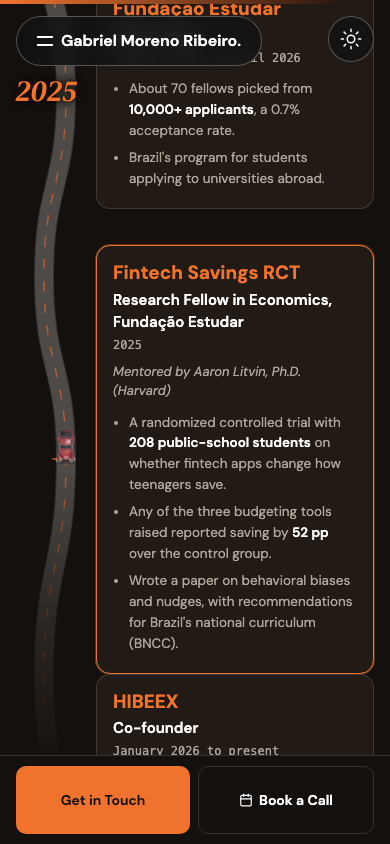 Fundação Estudar
Gabriel Moreno Ribeiro.
il 2026
2025
About 70 fellows picked from
10,000+ applicants, a 0.7%
acceptance rate.
Brazil's program for students
applying to universities abroad.
Fintech Savings RCT
Research Fellow in Economics,
Fundação Estudar
2025
Mentored by Aaron Litvin, Ph.D.
(Harvard)
A randomized controlled trial with
208 public-school students on
whether fintech apps change how
teenagers save.
Any of the three budgeting tools
raised reported saving by 52 pp
over the control group.
Wrote a paper on behavioral biases
and nudges, with recommendations
for Brazil's national curriculum
(BNCC).
HIBEEX
Co-founder
January 2026 to present
Get in Touch
Book a Call